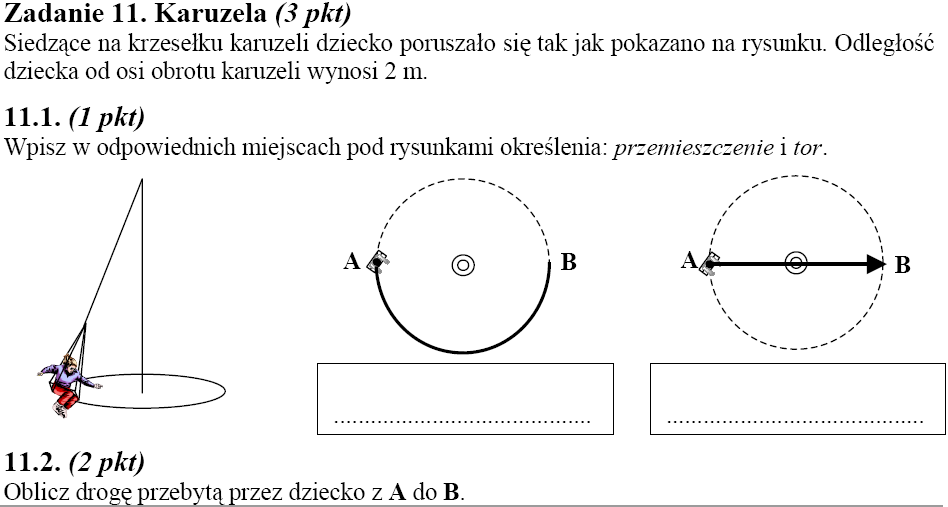 Zadanie 11. Karuzela (3 pkt)
Siedzące na krzesełku karuzeli dziecko poruszało się tak jak pokazano na rysunku. Odległość
dziecka od osi obrotu karuzeli wynosi 2 m.
11.1. (1 pkt)
Wpisz w odpowiednich miejscach pod rysunkami określenia: przemieszczenie i tor.
A B
A B
11.2. (2 pkt)
Oblicz drogę przebytą przez dziecko z A do B.